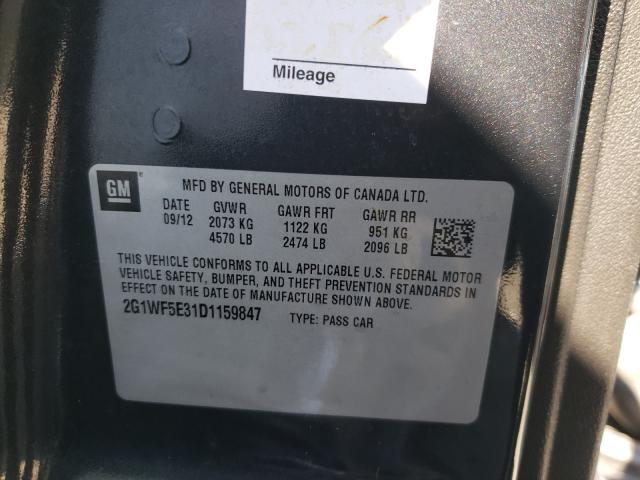 Mileage
GM
MFD BY GENERAL MOTORS OF CANADA LTD.
DATE GVWR GAWR FRT GAWR RR
09/12 2073 KG 1122 KG 951 KG
4570 LB 2474 LB 2096 LB
THIS VEHICLE CONFORMS TO ALL APPLICABLE U.S. FEDERAL MOTOR
VEHICLE SAFETY, BUMPER, AND THEFT PREVENTION STANDARDS IN
EFFECT ON THE DATE OF MANUFACTURE SHOWN ABOVE.
2G1WF5E31D1159847 TYPE: PASS CAR